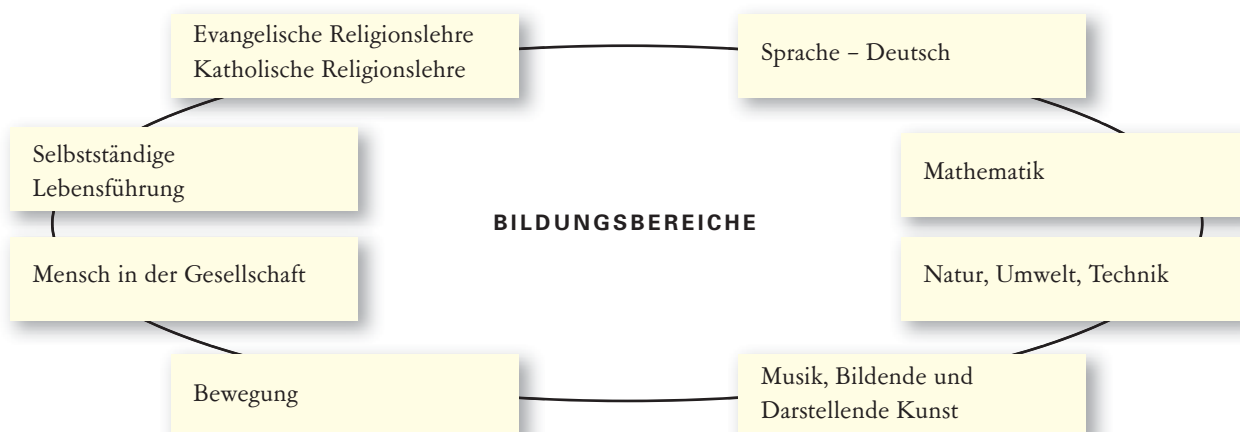 Evangelische Religionslehre
Katholische Religionslehre
Sprache – Deutsch
Selbstständige
Lebensführung
Mathematik
BILDUNGSBEREICHE
Mensch in der Gesellschaft
Natur, Umwelt, Technik
Bewegung
Musik, Bildende und
Darstellende Kunst